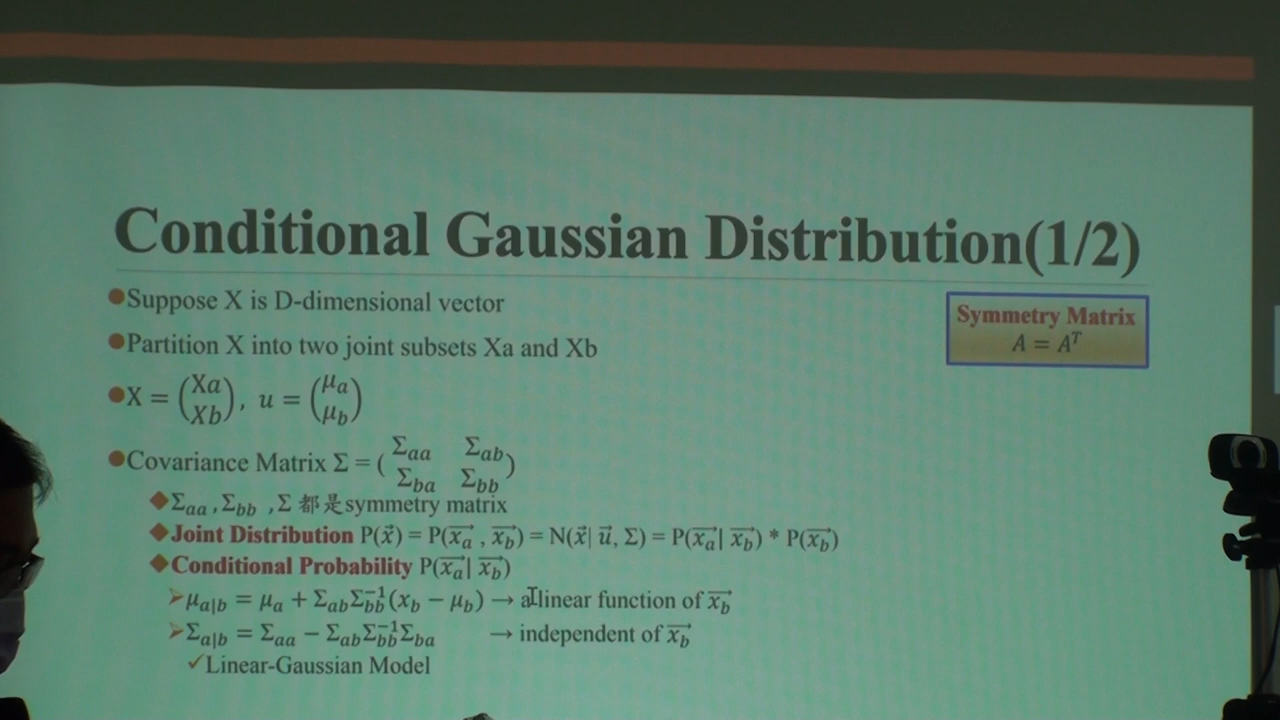 Conditional Gaussian Distribution(1/2)
Suppose X is D-dimensional vector
Symmetry Matrix
A = Aᵀ
Partition X into two joint subsets Xa and Xb
X = (Xa Xb), u = (μa μb)
Covariance Matrix Σ = (Σaa Σab Σba Σbb)
Σaa ,Σbb ,Σ 都是symmetry matrix
Joint Distribution P(x⃗) = P(x⃗a , x⃗b) = N(x⃗| u⃗, Σ) = P(x⃗a| x⃗b) * P(x⃗b)
Conditional Probability P(x⃗a| x⃗b)
μa|b = μa + ΣabΣbb⁻¹(xb − μb) → a linear function of x⃗b
Σa|b = Σaa − ΣabΣbb⁻¹Σba → independent of x⃗b
✓Linear-Gaussian Model